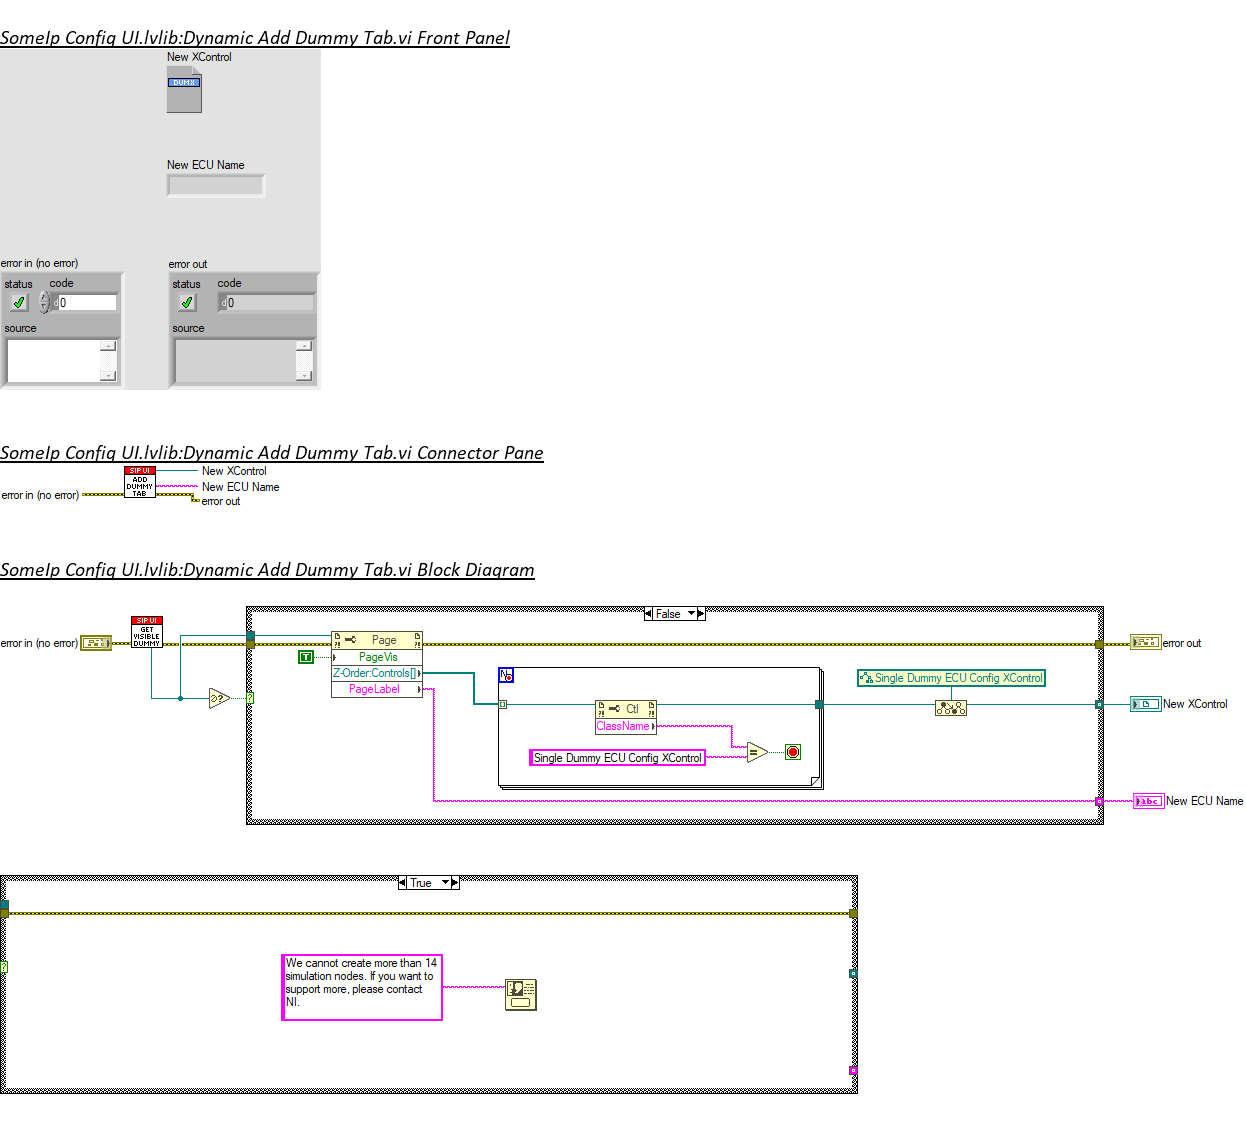 SomeIp Config UI.lvlib:Dynamic Add Dummy Tab.vi Front Panel
New XControl
DUMX
New ECU Name
error in (no error)
error out
status code
0
source
status code
0
source
SomeIp Config UI.lvlib:Dynamic Add Dummy Tab.vi Connector Pane
SIP UI
ADD
DUMMY
TAB
New XControl
New ECU Name
error in (no error)
error out
SomeIp Config UI.lvlib:Dynamic Add Dummy Tab.vi Block Diagram
error in (no error)
SIP UI
GET
VISIBLE
DUMMY
False
T
Page
PageVis
Z-Order:Controls[]
PageLabel
N
Ctl
ClassName
Single Dummy ECU Config XControl
=
Single Dummy ECU Config XControl
error out
New XControl
abc
New ECU Name
?
True
?
We cannot create more than 14
simulation nodes. If you want to
support more, please contact
NI.